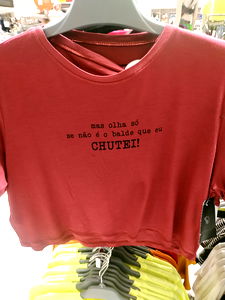 mas olha só
se não é o balde que eu
CHUTEI!